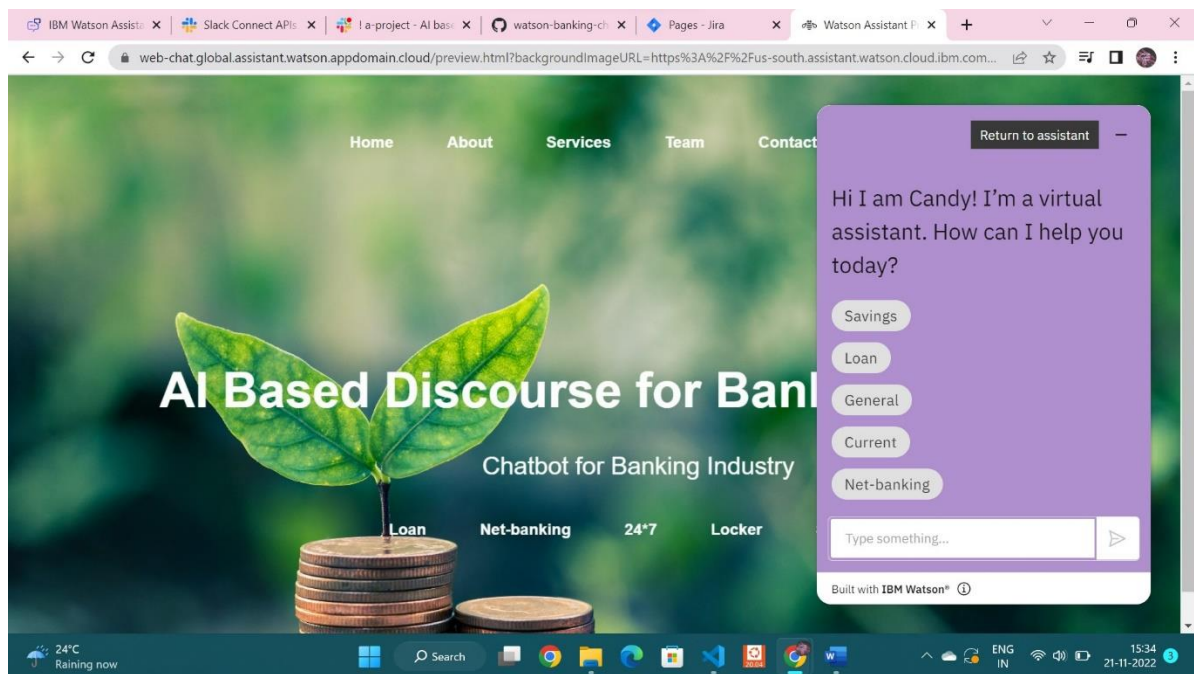 IBM Watson Assista
Slack Connect APIs
! a-project - AI base
watson-banking-ch
Pages - Jira
Watson Assistant P
web-chat.global.assistant.watson.appdomain.cloud/preview.html?backgroundImageURL=https%3A%2F%2Fus-south.assistant.watson.cloud.ibm.com...
Home About Services Team Contact
AI Based Discourse for Ban
Chatbot for Banking Industry
Loan Net-banking 24*7 Locker
Return to assistant
Hi I am Candy! I'm a virtual
assistant. How can I help you
today?
Savings
Loan
General
Current
Net-banking
Type something...
Built with IBM Watson®
24°C
Raining now
Search
20.04
ENG
IN
15:34
21-11-2022
3